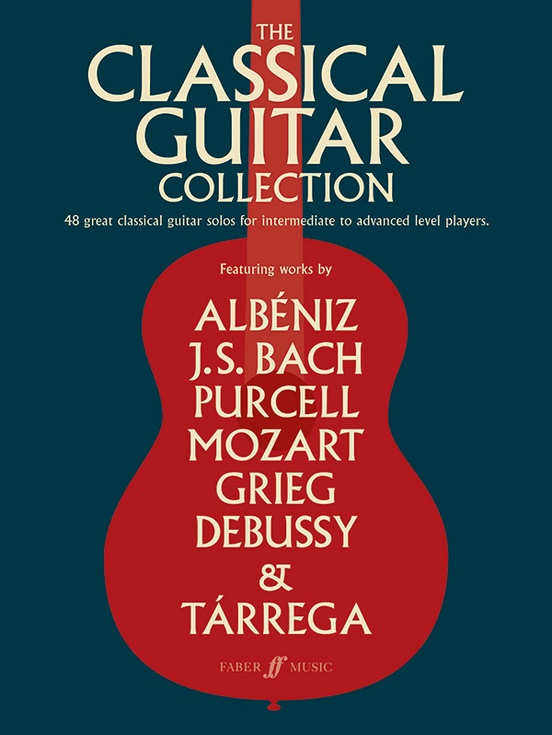 THE
CLASSICAL
GUITAR
COLLECTION
48 great classical guitar solos for intermediate to advanced level players.
Featuring works by
ALBÉNIZ
J.S. BACH
PURCELL
MOZART
GRIEG
DEBUSSY
&
TÁRREGA
FABER ff MUSIC